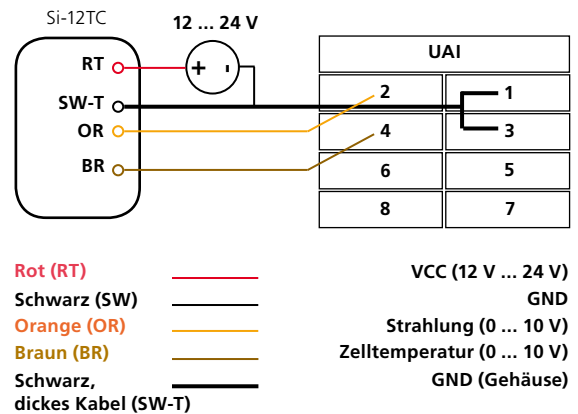 Si-12TC
12 ... 24 V
+ -
UAI
RT
SW-T
OR
BR
2 1
4 3
6 5
8 7
Rot (RT) VCC (12 V ... 24 V)
Schwarz (SW) GND
Orange (OR) Strahlung (0 ... 10 V)
Braun (BR) Zelltemperatur (0 ... 10 V)
Schwarz, GND (Gehäuse)
dickes Kabel (SW-T)